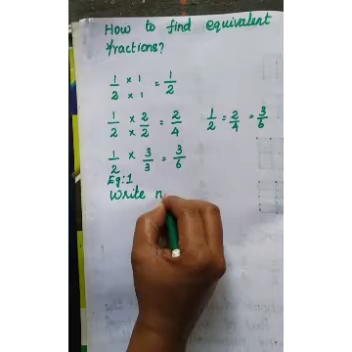 How to find equivalent
fractions?
1/2 × 1 × 1 = 1/2
1/2 × 2 × 2 = 2/4 1/2 = 2/4 = 3/6
1/2 × 3/3 = 3/6
Eg:1
Write n